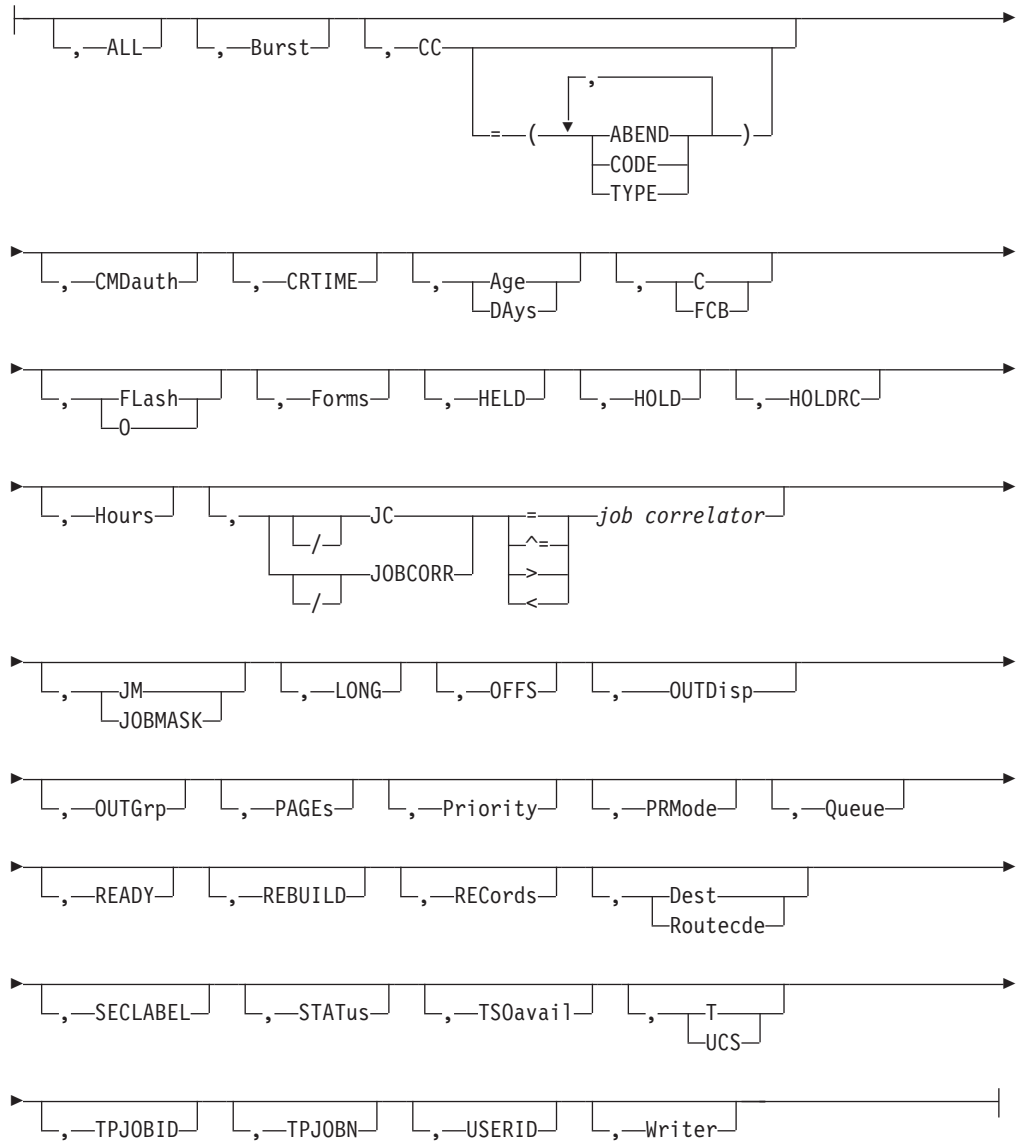 , ALL , Burst , CC
,
= ( ABEND )
CODE
TYPE
, CMDauth , CRTIME , Age , C
DAys FCB
, FLash , Forms , HELD , HOLD , HOLDRC
O
, Hours , / JC = job correlator
^=
/ JOBCORR >
<
, JM , LONG , OFFS , OUTDisp
JOBMASK
, OUTGrp , PAGEs , Priority , PRMode , Queue
, READY , REBUILD , RECords , Dest
Routecde
, SECLABEL , STATus , TSOavail , T
UCS
, TPJOBID , TPJOBN , USERID , Writer